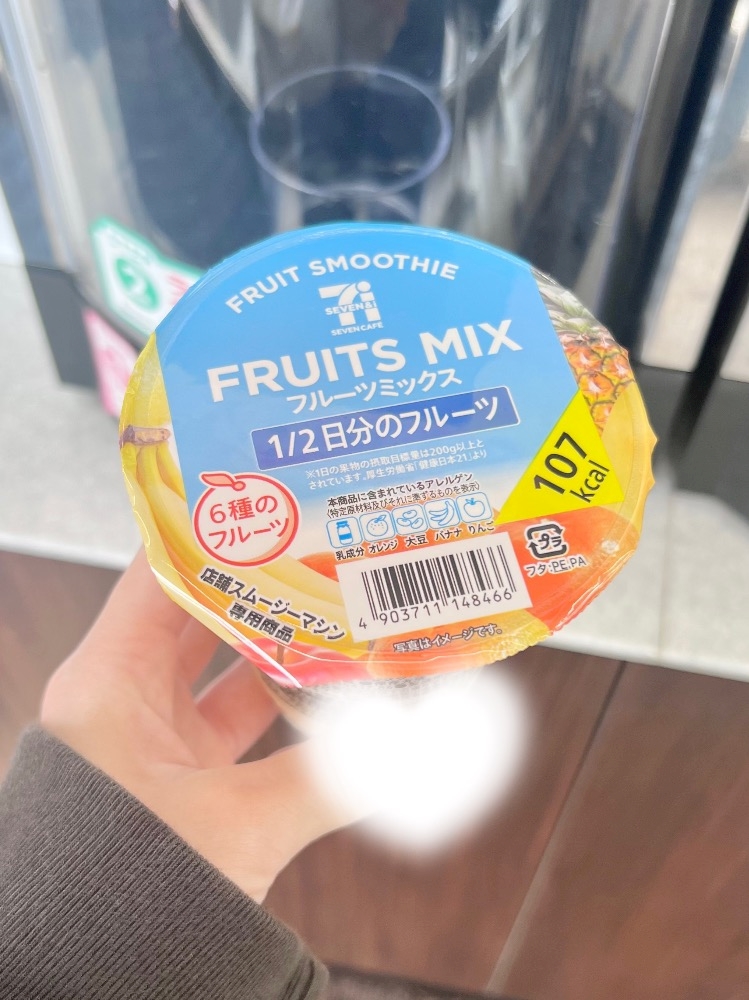 FRUIT SMOOTHIE
SEVEN&i
SEVEN CAFE
FRUITS MIX
フルーツミックス
1/2日分のフルーツ
※1日の果物の摂取目標量は200g以上と
されています。厚生労働省「健康日本21」より
107
kcal
6種の
フルーツ
本商品に含まれているアレルゲン
(特定原材料及びそれに準ずるものを表示)
乳成分 オレンジ 大豆 バナナ りんご
プラ
フタ:PE,PA
店舗スムージーマシン
専用商品
4 903711 148466
写真はイメージです。